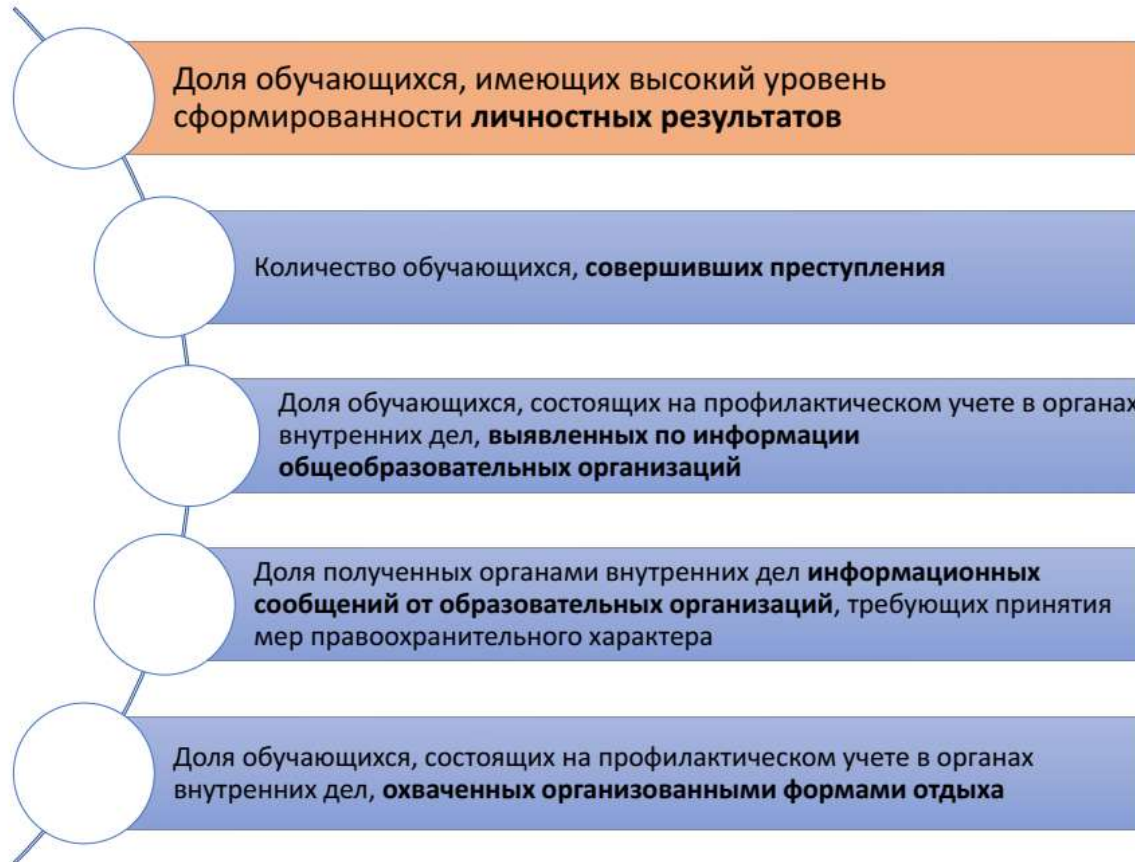 Доля обучающихся, имеющих высокий уровень
сформированности личностных результатов
Количество обучающихся, совершивших преступления
Доля обучающихся, состоящих на профилактическом учете в органах
внутренних дел, выявленных по информации
общеобразовательных организаций
Доля полученных органами внутренних дел информационных
сообщений от образовательных организаций, требующих принятия
мер правоохранительного характера
Доля обучающихся, состоящих на профилактическом учете в органах
внутренних дел, охваченных организованными формами отдыха